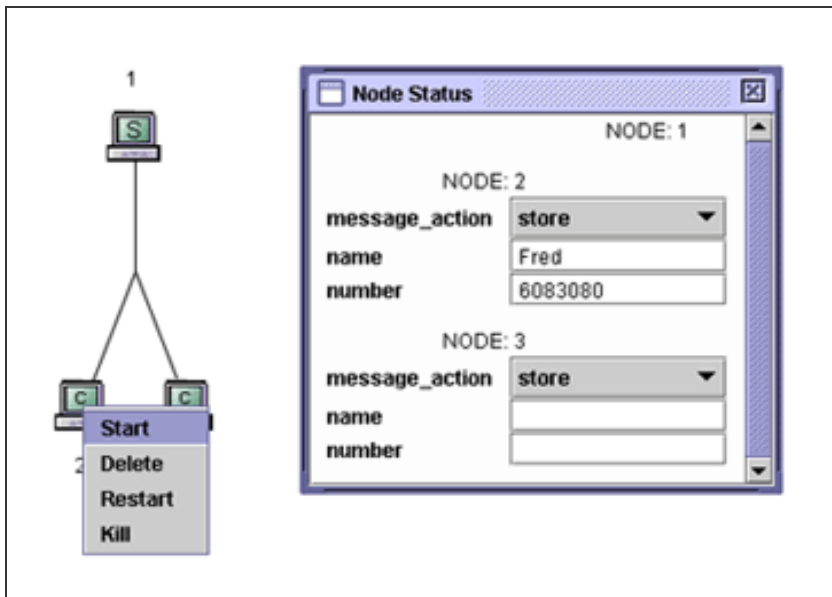 1
S
C
C
2
Start
Delete
Restart
Kill
Node Status
NODE: 1
NODE: 2
message_action store
name Fred
number 6083080
NODE: 3
message_action store
name
number